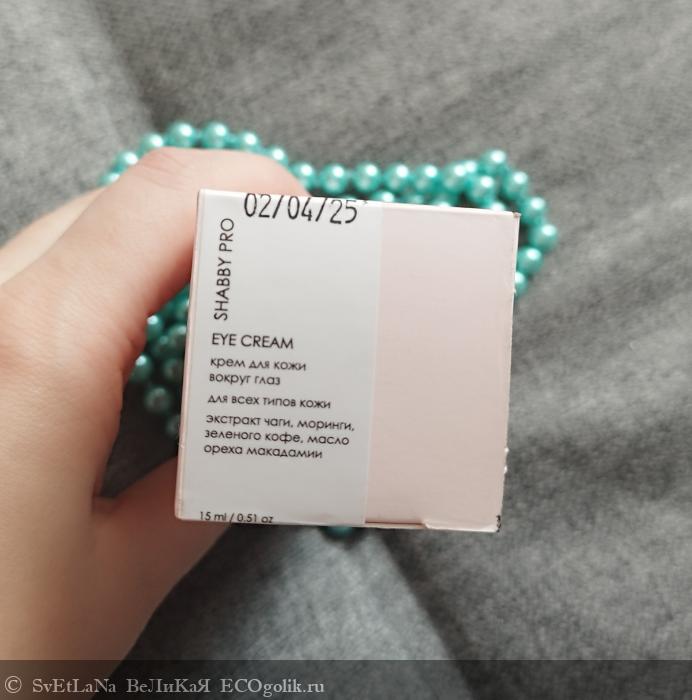 02/04/25
SHABBY PRO
EYE CREAM
крем для кожи
вокруг глаз
для всех типов кожи
экстракт чаги, моринги,
зеленого кофе, масло
ореха макадамии
15 ml / 0.51 oz
© SvEtLaNa ВеЛИКаЯ ECOgolik.ru